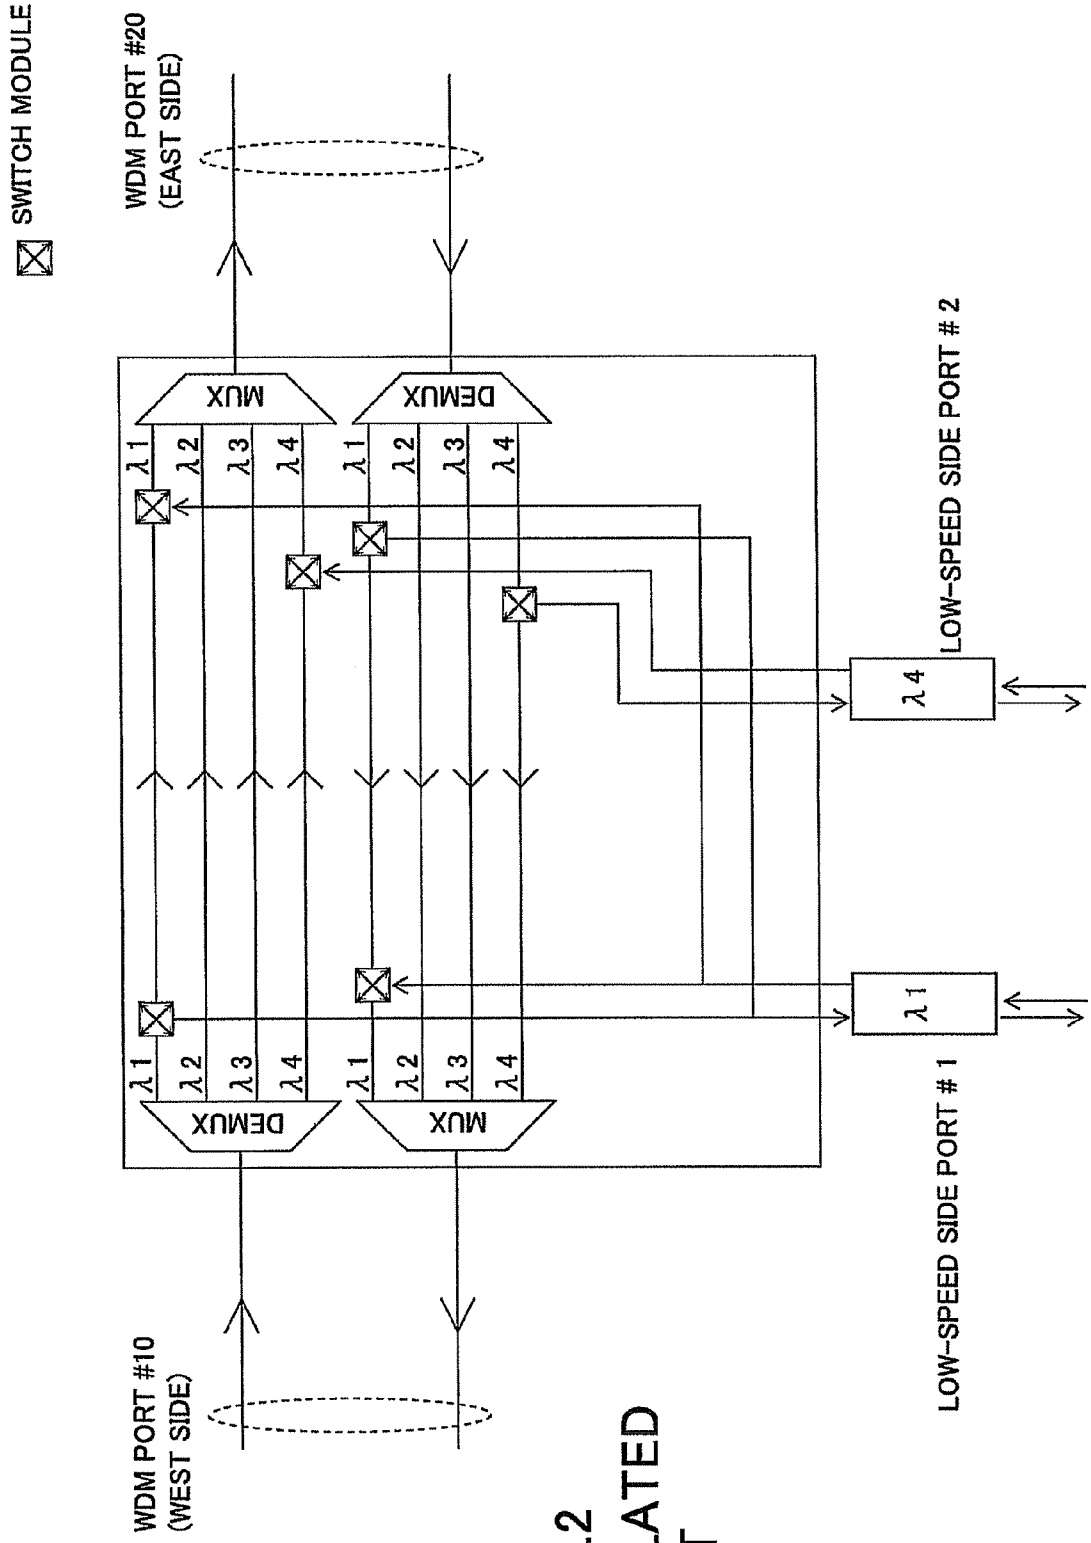 SWITCH MODULE
WDM PORT #10
(WEST SIDE)
WDM PORT #20
(EAST SIDE)
DEMUX
λ1
λ2
λ3
λ4
λ1
λ2
λ3
λ4
MUX
MUX
λ1
λ2
λ3
λ4
λ1
λ2
λ3
λ4
DEMUX
λ1
λ4
LOW-SPEED SIDE PORT # 1
LOW-SPEED SIDE PORT # 2